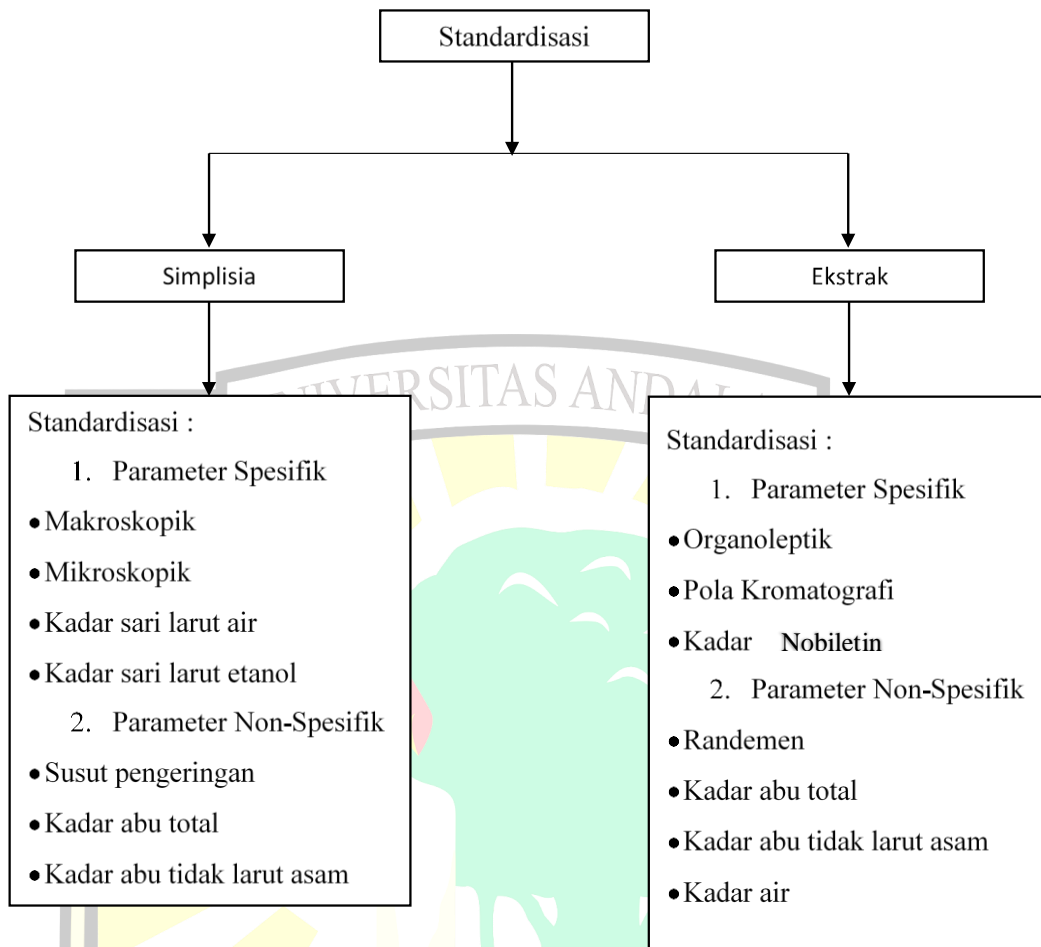 Standardisasi
Simplisia
Ekstrak
UNIVERSITAS ANDALAS
Standardisasi :
1. Parameter Spesifik
•Makroskopik
•Mikroskopik
•Kadar sari larut air
•Kadar sari larut etanol
2. Parameter Non-Spesifik
•Susut pengeringan
•Kadar abu total
•Kadar abu tidak larut asam
Standardisasi :
1. Parameter Spesifik
•Organoleptik
•Pola Kromatografi
•Kadar Nobiletin
2. Parameter Non-Spesifik
•Randemen
•Kadar abu total
•Kadar abu tidak larut asam
•Kadar air